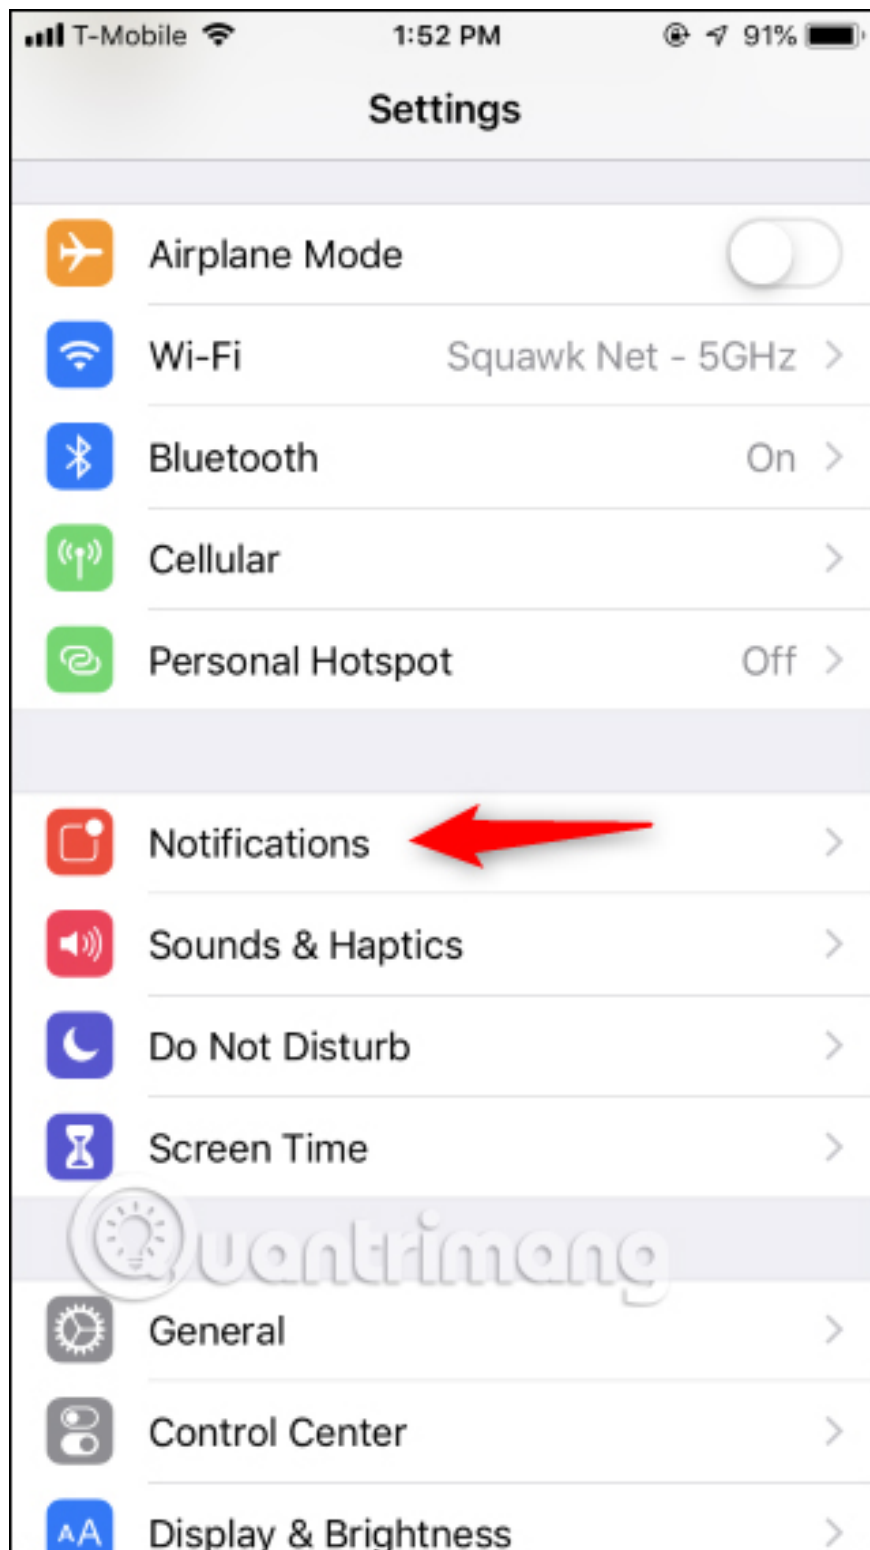 T-Mobile 1:52 PM 91%
Settings
Airplane Mode
Wi-Fi Squawk Net - 5GHz
Bluetooth On
Cellular
Personal Hotspot Off
Notifications
Sounds & Haptics
Do Not Disturb
Screen Time
Quantrimang
General
Control Center
AA Display & Brightness